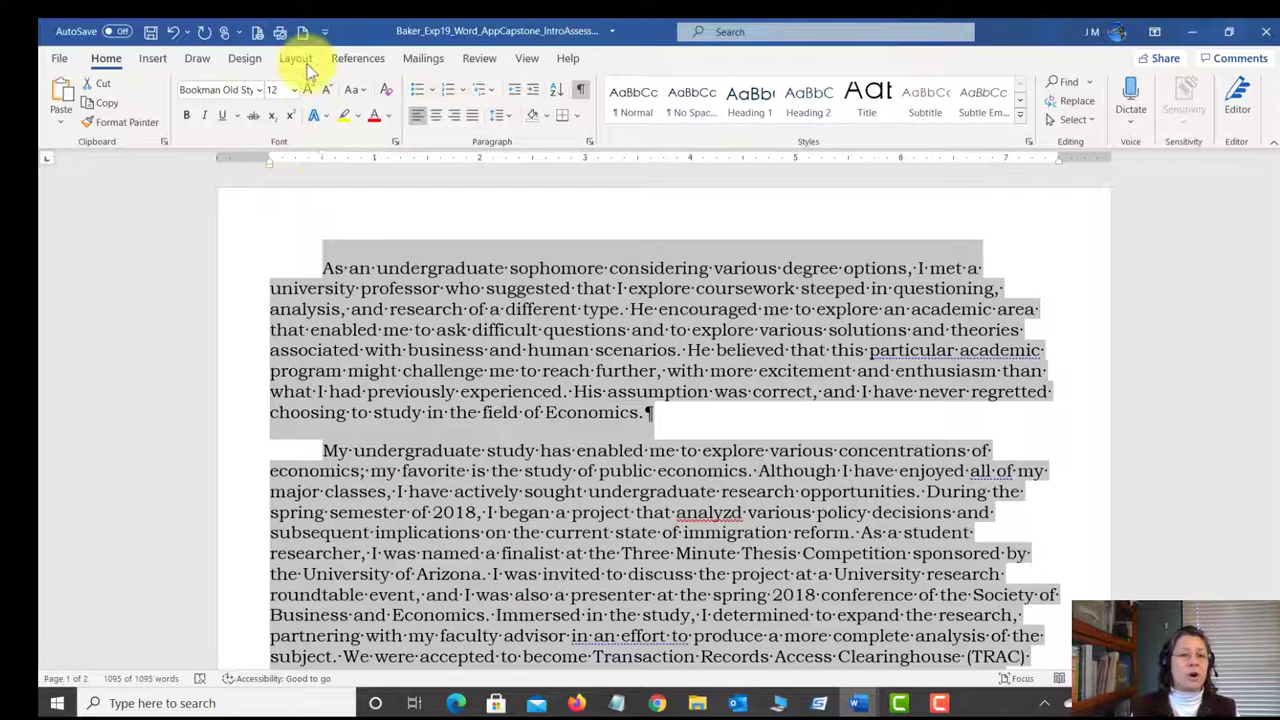 AutoSave Off Baker_Exp19_Word_AppCapstone_IntroAssess... Search J M
File Home Insert Draw Design Layout References Mailings Review View Help Share Comments
Paste Cut Copy Format Painter Clipboard
Bookman Old Sty 12 Aa Font
Paragraph
AaBbCc ¶ Normal AaBbCc ¶ No Spac... AaBb( Heading 1 AaBbCc Heading 2 AaB Title AaBbCc Subtitle AaBbCc Subtle Em... Styles
Find Replace Select Editing
Dictate Voice Sensitivity Sensitivity Editor Editor
1 2 3 4 5 6 7
As an undergraduate sophomore considering various degree options, I met a
university professor who suggested that I explore coursework steeped in questioning,
analysis, and research of a different type. He encouraged me to explore an academic area
that enabled me to ask difficult questions and to explore various solutions and theories
associated with business and human scenarios. He believed that this particular academic
program might challenge me to reach further, with more excitement and enthusiasm than
what I had previously experienced. His assumption was correct, and I have never regretted
choosing to study in the field of Economics.¶
My undergraduate study has enabled me to explore various concentrations of
economics; my favorite is the study of public economics. Although I have enjoyed all of my
major classes, I have actively sought undergraduate research opportunities. During the
spring semester of 2018, I began a project that analyzd various policy decisions and
subsequent implications on the current state of immigration reform. As a student
researcher, I was named a finalist at the Three Minute Thesis Competition sponsored by
the University of Arizona. I was invited to discuss the project at a University research
roundtable event, and I was also a presenter at the spring 2018 conference of the Society of
Business and Economics. Immersed in the study, I determined to expand the research,
partnering with my faculty advisor in an effort to produce a more complete analysis of the
subject. We were accepted to become Transaction Records Access Clearinghouse (TRAC)
Page 1 of 2 1095 of 1095 words Accessibility: Good to go Focus
Type here to search